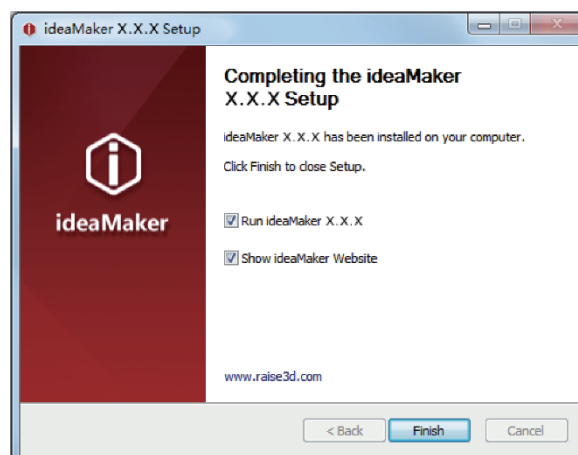 ideaMaker X.X.X Setup
Completing the ideaMaker
X.X.X Setup
ideaMaker X.X.X has been installed on your computer.
Click Finish to close Setup.
ideaMaker
Run ideaMaker X.X.X
Show ideaMaker Website
www.raise3d.com
< Back
Finish
Cancel